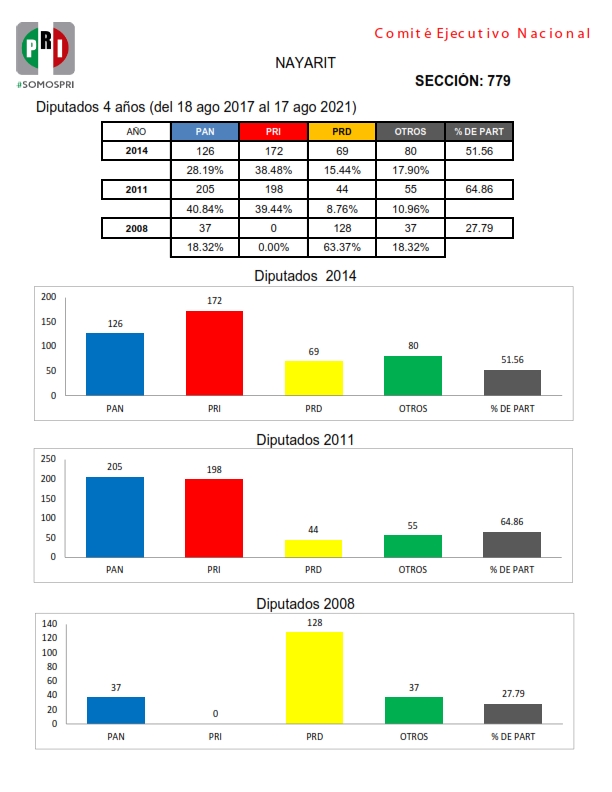 Comité Ejecutivo Nacional
PRI
#SOMOSPRI
NAYARIT
SECCIÓN: 779
Diputados 4 años (del 18 ago 2017 al 17 ago 2021)
AÑO PAN PRI PRD OTROS % DE PART
2014 126 172 69 80 51.56
28.19% 38.48% 15.44% 17.90%
2011 205 198 44 55 64.86
40.84% 39.44% 8.76% 10.96%
2008 37 0 128 37 27.79
18.32% 0.00% 63.37% 18.32%
Diputados 2014
200
150
100
50
0
126
172
69
80
51.56
PAN PRI PRD OTROS % DE PART
Diputados 2011
250
200
150
100
50
0
205
198
44
55
64.86
PAN PRI PRD OTROS % DE PART
Diputados 2008
140
120
100
80
60
40
20
0
37
0
128
37
27.79
PAN PRI PRD OTROS % DE PART